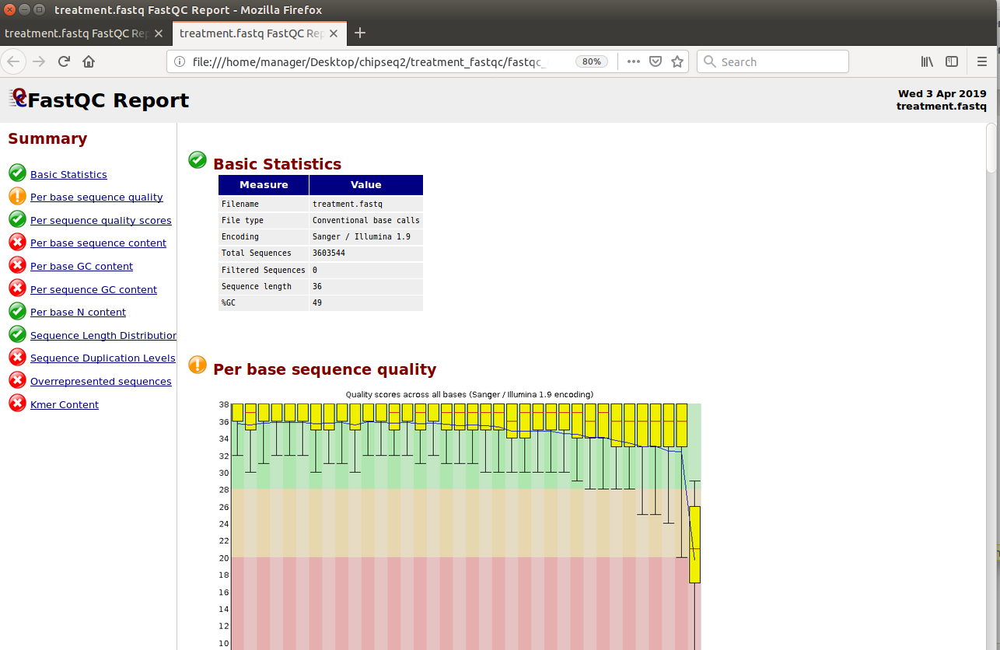 treatment.fastq FastQC Report - Mozilla Firefox
treatment.fastq FastQC Rep
treatment.fastq FastQC Rep
file:///home/manager/Desktop/chipseq2/treatment_fastqc/fastqc_
80%
Search
FastQC Report
Wed 3 Apr 2019
treatment.fastq
Summary
Basic Statistics
Per base sequence quality
Per sequence quality scores
Per base sequence content
Per base GC content
Per sequence GC content
Per base N content
Sequence Length Distribution
Sequence Duplication Levels
Overrepresented sequences
Kmer Content
Basic Statistics
Measure Value
Filename treatment.fastq
File type Conventional base calls
Encoding Sanger / Illumina 1.9
Total Sequences 3603544
Filtered Sequences 0
Sequence length 36
%GC 49
Per base sequence quality
Quality scores across all bases (Sanger / Illumina 1.9 encoding)
38
36
34
32
30
28
26
24
22
20
18
16
14
12
10